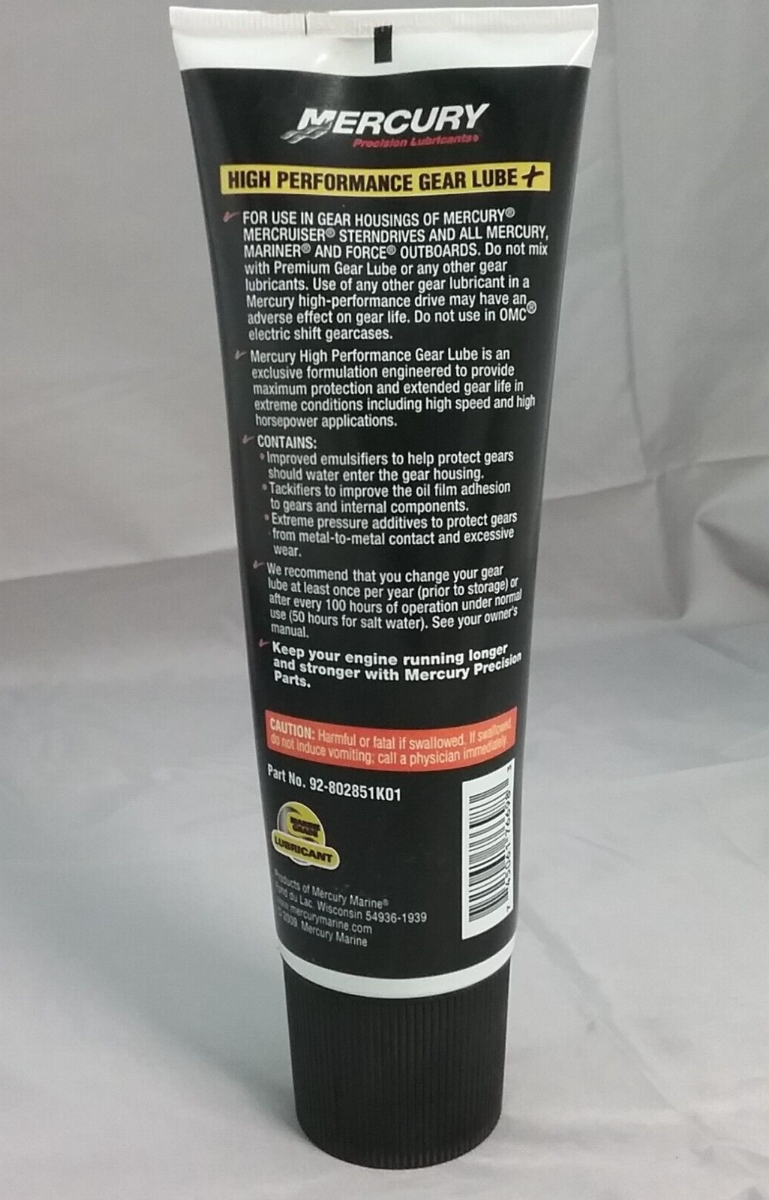 MERCURY
Precision Lubricants®
HIGH PERFORMANCE GEAR LUBE+
FOR USE IN GEAR HOUSINGS OF MERCURY®
MERCRUISER® STERNDRIVES AND ALL MERCURY,
MARINER® AND FORCE® OUTBOARDS. Do not mix
with Premium Gear Lube or any other gear
lubricants. Use of any other gear lubricant in a
Mercury high-performance drive may have an
adverse effect on gear life. Do not use in OMC®
electric shift gearcases.
Mercury High Performance Gear Lube is an
exclusive formulation engineered to provide
maximum protection and extended gear life in
extreme conditions including high speed and high
horsepower applications.
CONTAINS:
• Improved emulsifiers to help protect gears
should water enter the gear housing.
• Tackifiers to improve the oil film adhesion
to gears and internal components.
• Extreme pressure additives to protect gears
from metal-to-metal contact and excessive
wear.
We recommend that you change your gear
lube at least once per year (prior to storage) or
after every 100 hours of operation under normal
use (50 hours for salt water). See your owner's
manual.
Keep your engine running longer
and stronger with Mercury Precision
Parts.
CAUTION: Harmful or fatal if swallowed. If swallowed
do not induce vomiting; call a physician immediately.
Part No. 92-802851K01
LUBRICANT
Products of Mercury Marine®
Fond du Lac, Wisconsin 54936-1939
www.mercurymarine.com
© 2009 Mercury Marine